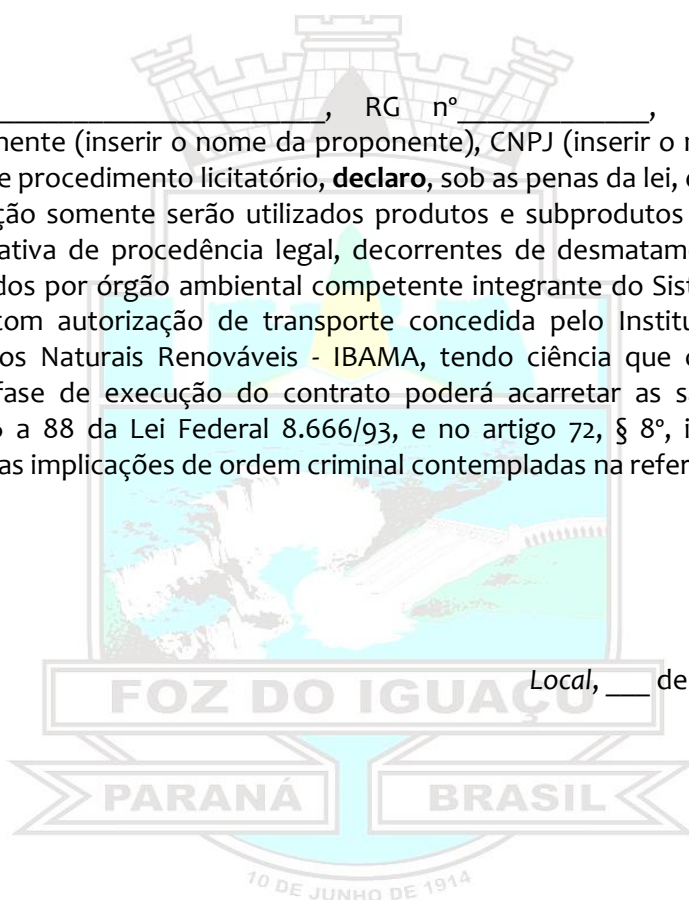 ____________________, RG nº____________,
mente (inserir o nome da proponente), CNPJ (inserir o n
e procedimento licitatório, declaro, sob as penas da lei,
ção somente serão utilizados produtos e subprodutos
ativa de procedência legal, decorrentes de desmatam
dos por órgão ambiental competente integrante do Sist
com autorização de transporte concedida pelo Institu
os Naturais Renováveis - IBAMA, tendo ciência que
fase de execução do contrato poderá acarretar as s
a 88 da Lei Federal 8.666/93, e no artigo 72, § 8º, i
as implicações de ordem criminal contempladas na refer
Local, ___ de
FOZ DO IGUAÇU
PARANÁ BRASIL
10 DE JUNHO DE 1914